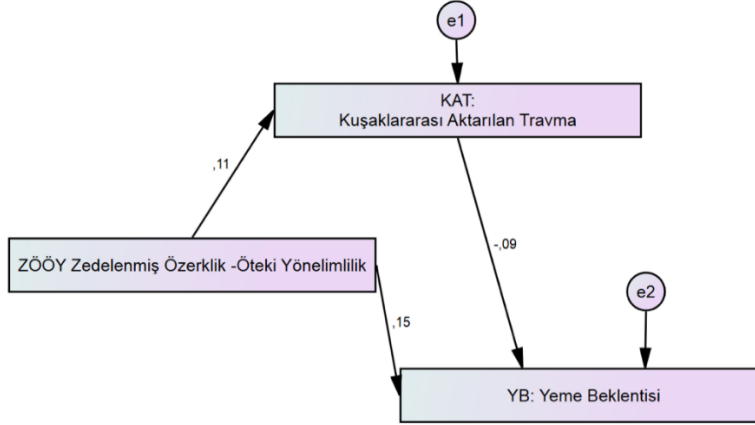 e1
KAT:
Kuşaklararası Aktarılan Travma
,11
-,09
ZÖÖY Zedelenmiş Özerklik -Öteki Yönelimlilik
e2
,15
YB: Yeme Beklentisi